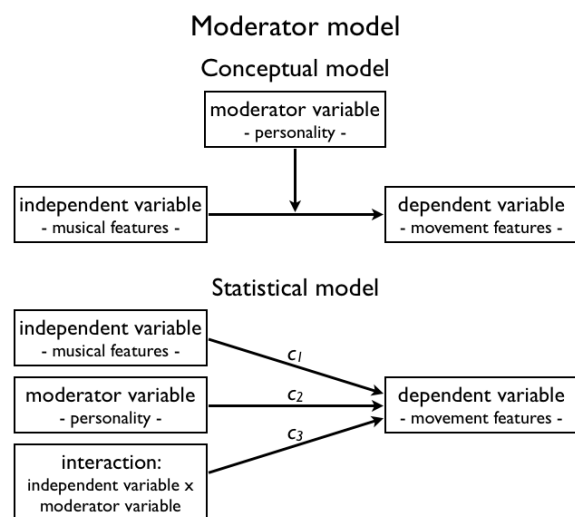 Moderator model
Conceptual model
moderator variable
- personality -
independent variable
- musical features -
dependent variable
- movement features -
Statistical model
independent variable
- musical features -
c1
moderator variable
- personality -
c2
dependent variable
- movement features -
c3
interaction:
independent variable x
moderator variable